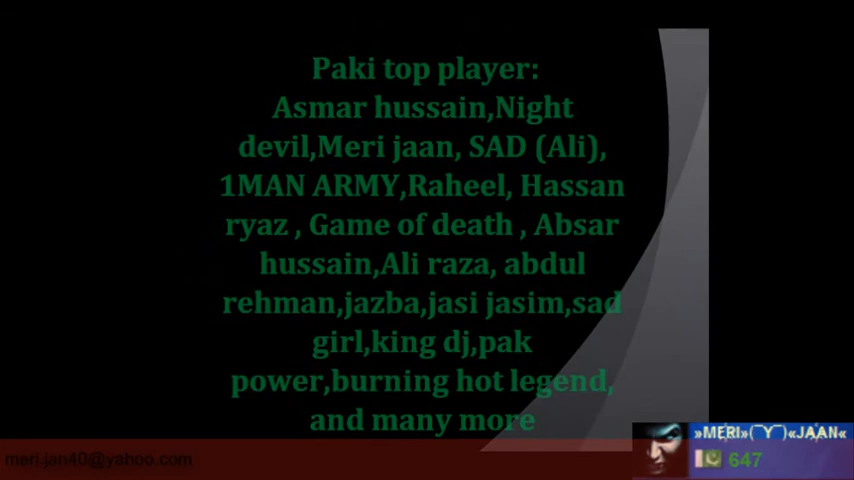 Paki top player:
Asmar hussain,Night
devil,Meri jaan, SAD (Ali),
1MAN ARMY,Raheel, Hassan
ryaz , Game of death , Absar
hussain,Ali raza, abdul
rehman,jazba,jasi jasim,sad
girl,king dj,pak
power,burning hot legend,
and many more
»MERI»(¯Y¯)«JAAN«
647
meri.jan40@yahoo.com